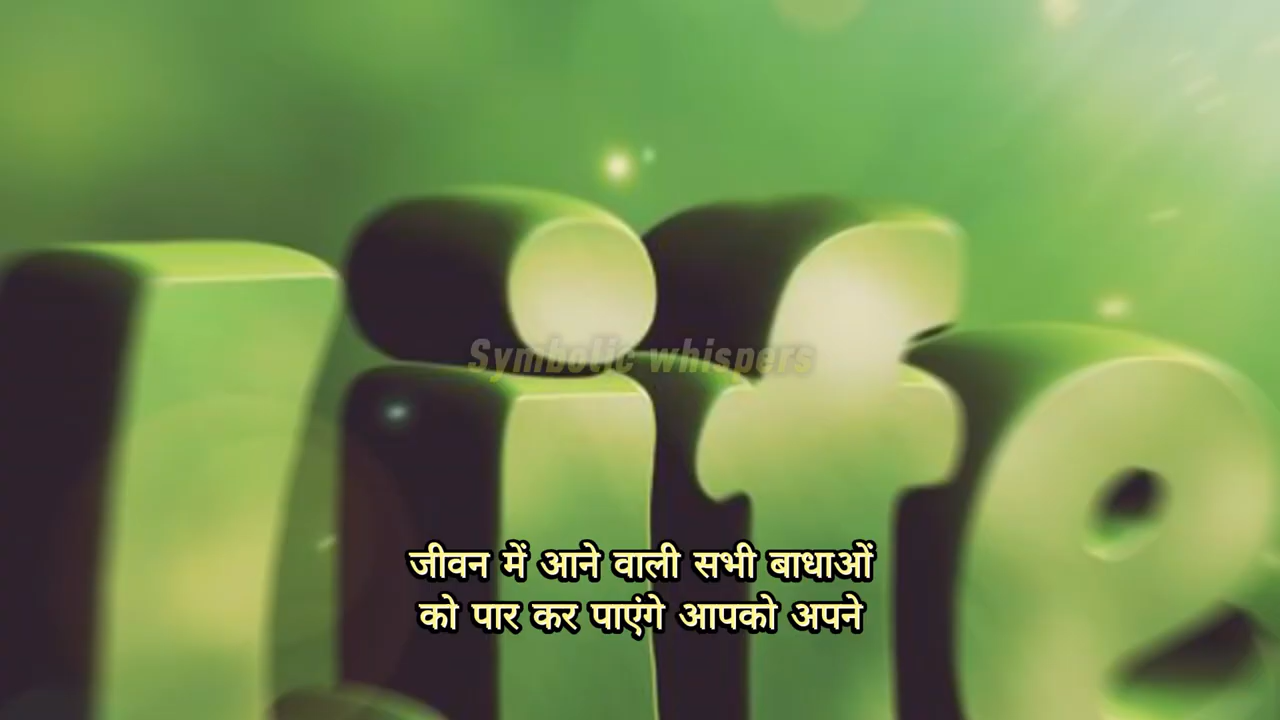 life
Symbolic whispers
जीवन में आने वाली सभी बाधाओं
को पार कर पाएंगे आपको अपने